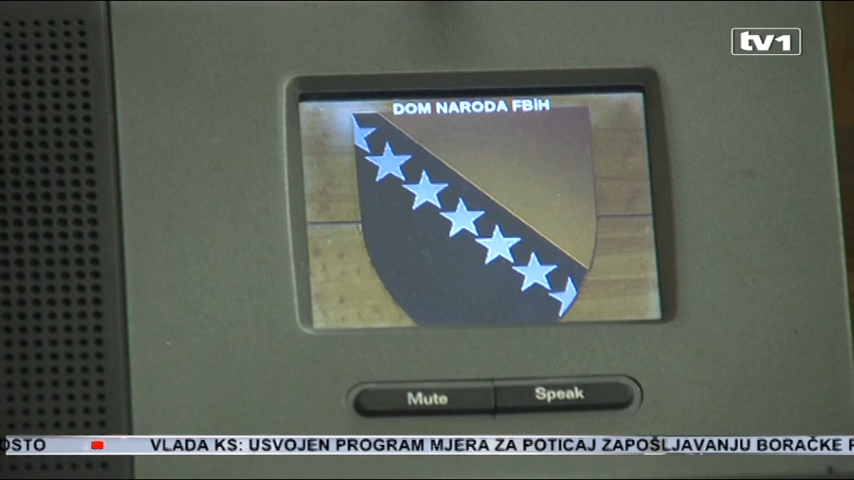 tv1
DOM NARODA FBiH
Mute Speak
OSTO VLADA KS: USVOJEN PROGRAM MJERA ZA POTICAJ ZAPOŠLJAVANJU BORAČKE